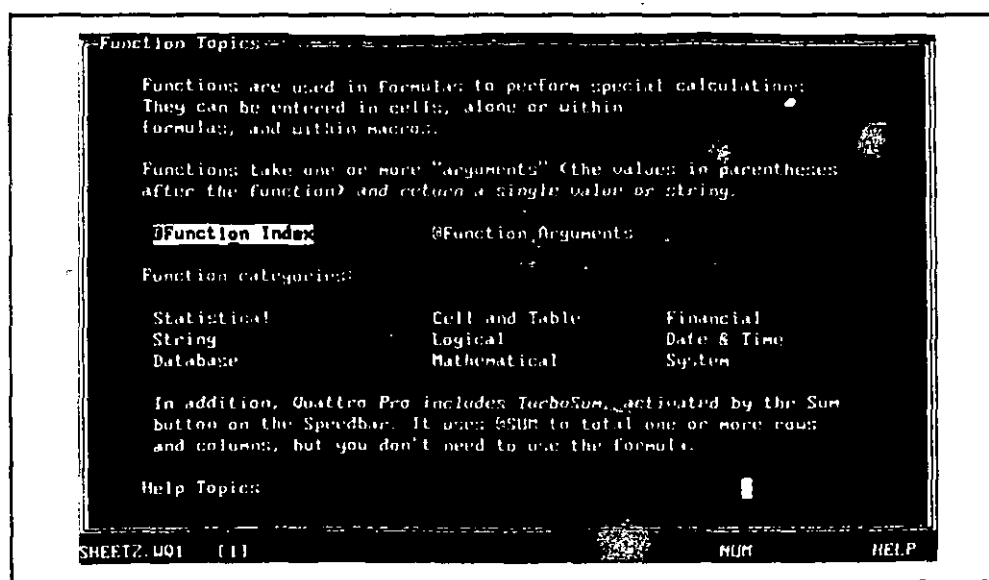 Function Topics
Functions are used in formulas to perform special calculations
They can be entered in cells, alone or within
formulas, and within macros.
Functions take one or more "arguments" (the values in parentheses
after the function) and return a single value or string.
@Function Index @Function Arguments
Function categories:
Statistical Cell and Table Financial
String Logical Date & Time
Database Mathematical System
In addition, Quattro Pro includes TurboSum, activated by the Sum
button on the Speedbar. It uses @SUM to total one or more rows
and columns, but you don't need to use the formula.
Help Topics
SHEET2.WQ1 [1] NUM HELP